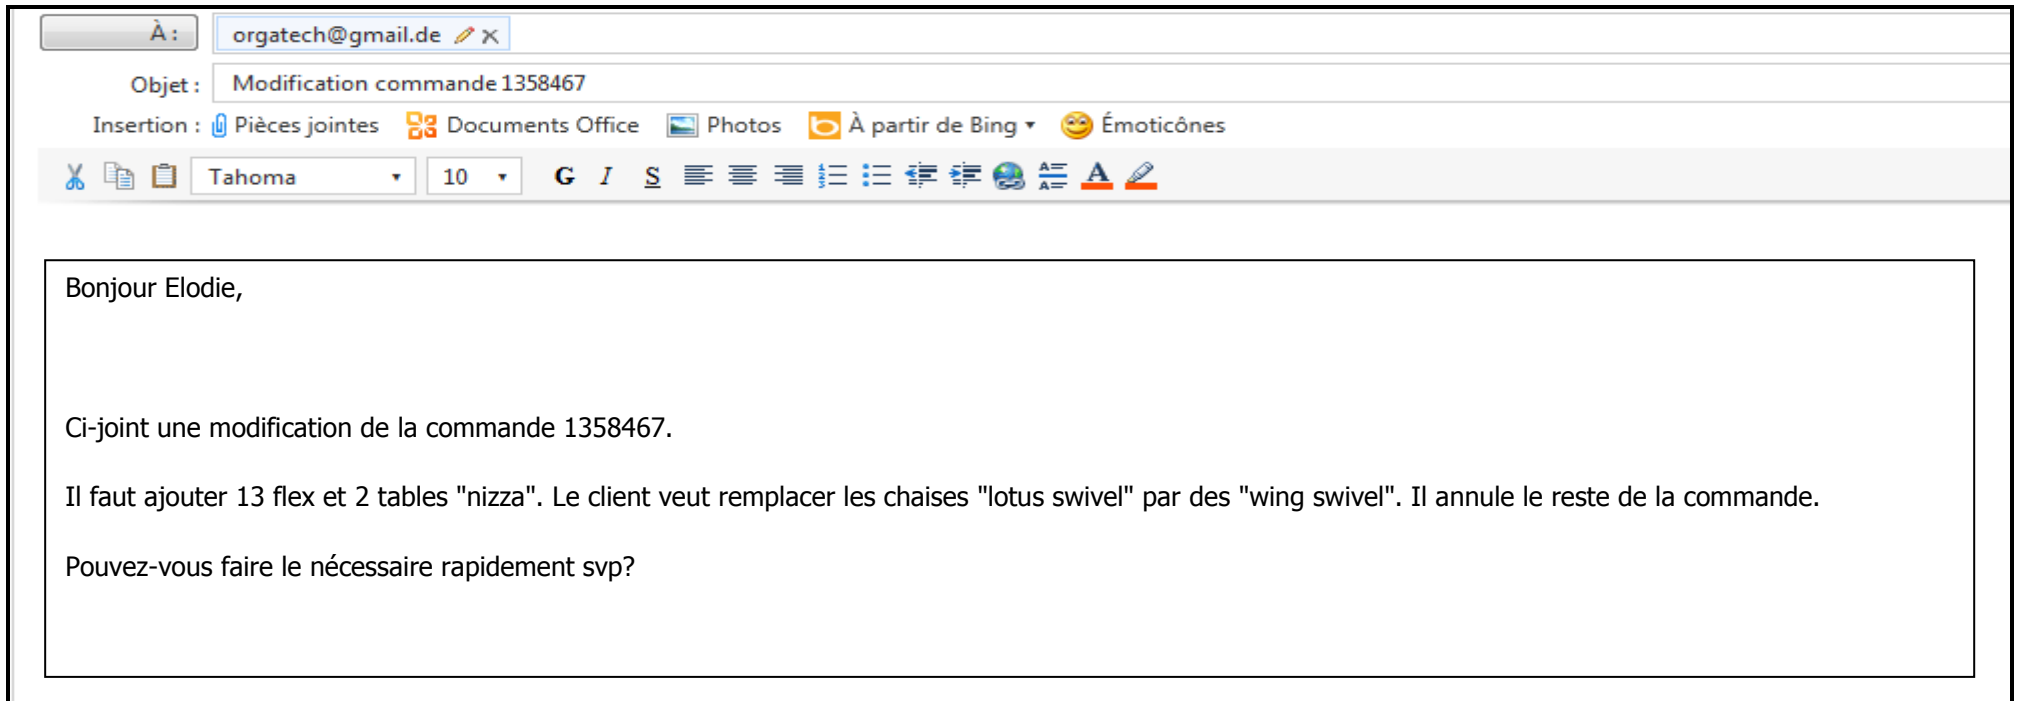 À :
orgatech@gmail.de
Objet :
Modification commande 1358467
Insertion : Pièces jointes Documents Office Photos À partir de Bing Émoticônes
Tahoma 10 G I S A
Bonjour Elodie,
Ci-joint une modification de la commande 1358467.
Il faut ajouter 13 flex et 2 tables "nizza". Le client veut remplacer les chaises "lotus swivel" par des "wing swivel". Il annule le reste de la commande.
Pouvez-vous faire le nécessaire rapidement svp?